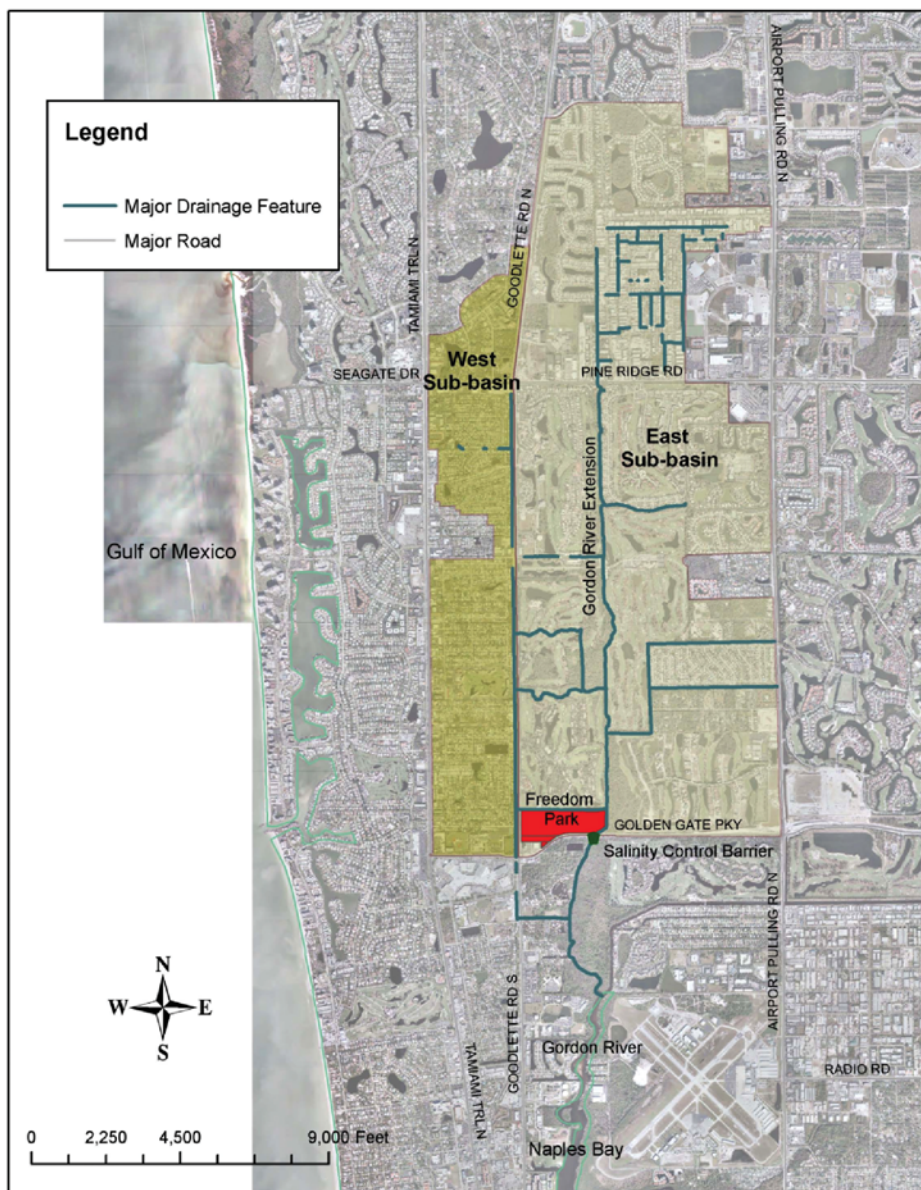 Legend
Major Drainage Feature
Major Road
AIRPORT PULLING RD N
GOODLETTE RD N
TAMIAMI TRL N
West
Sub-basin
SEAGATE DR
PINE RIDGE RD
East
Sub-basin
Gordon River Extension
Gulf of Mexico
Freedom
Park
GOLDEN GATE PKY
Salinity Control Barrier
AIRPORT PULLING RD N
GOODLETTE RD S
TAMIAMI TRL N
Gordon River
RADIO RD
Naples Bay
N
W
E
S
0 2,250 4,500 9,000 Feet